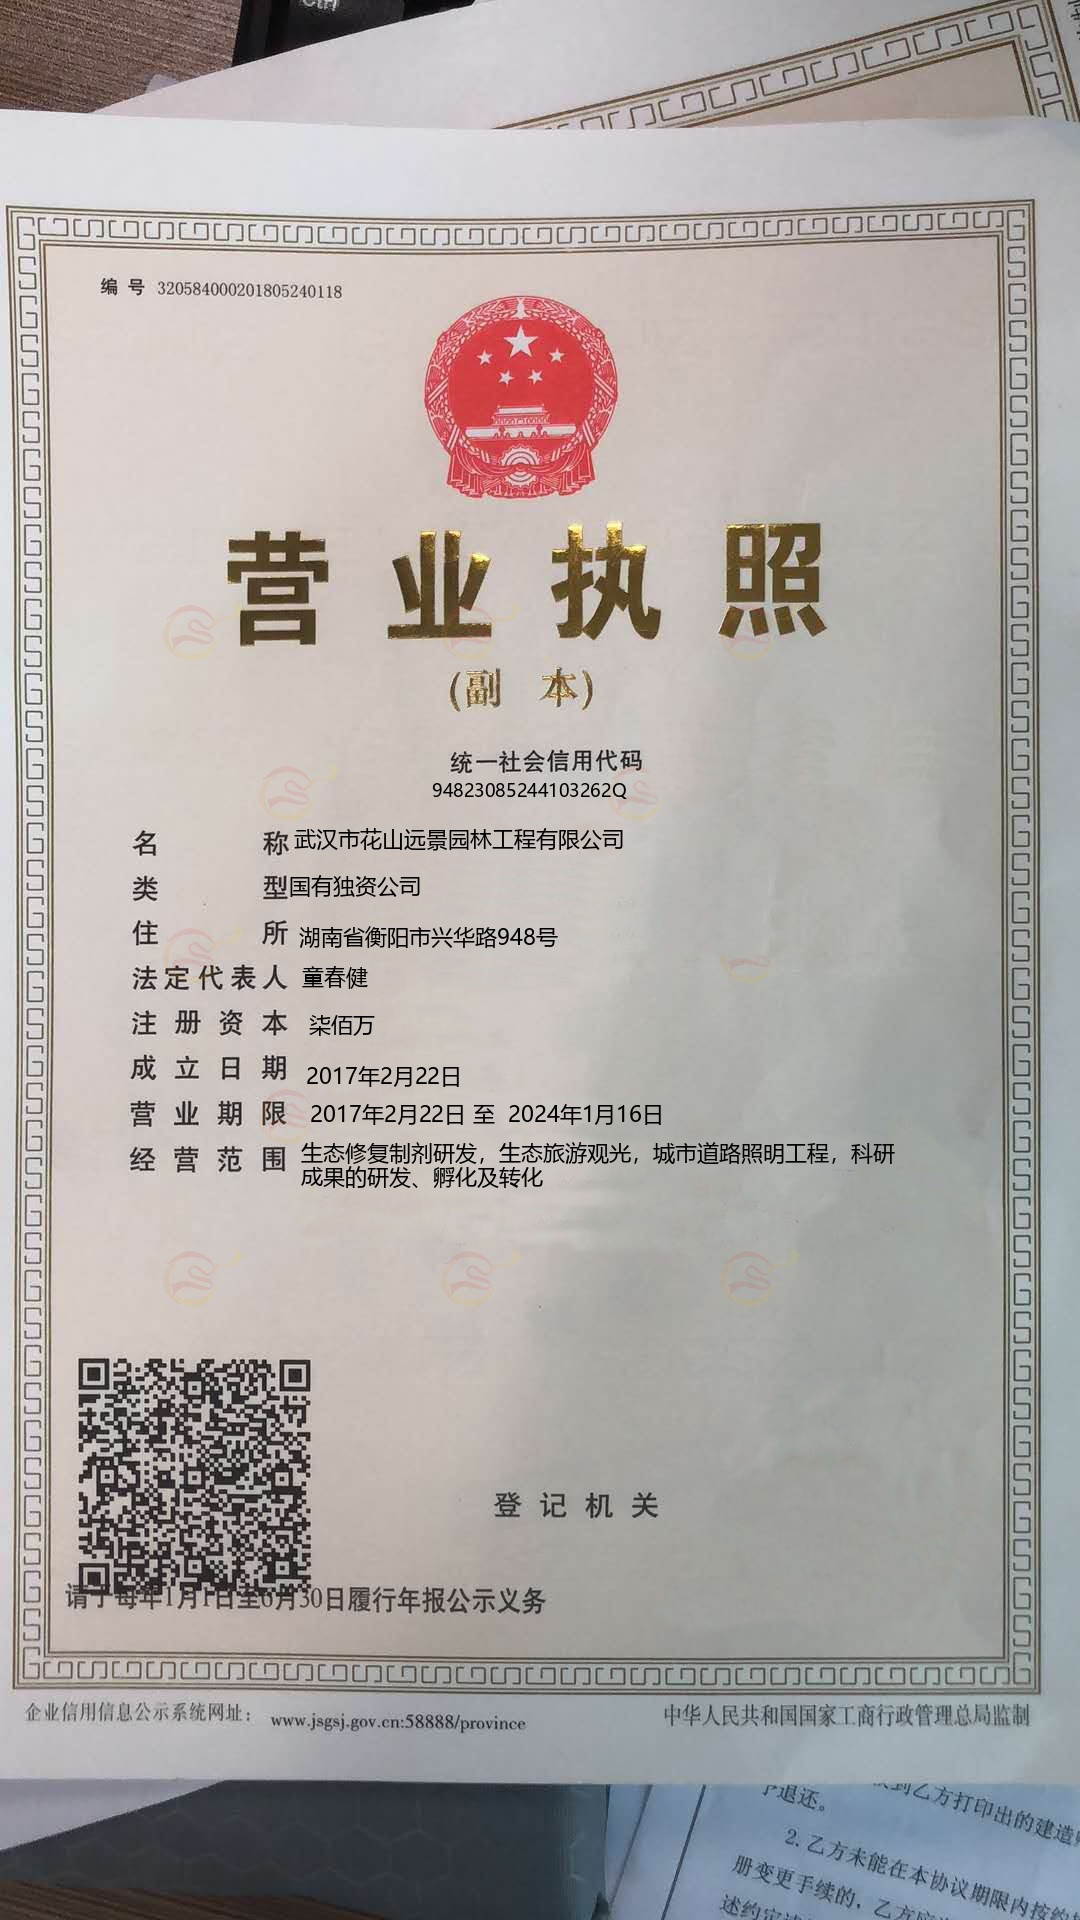 Ctrl
编 号 320584000201805240118
营业执照
(副 本)
统一社会信用代码
94823085244103262Q
名 称 武汉市花山远景园林工程有限公司
类 型 国有独资公司
住 所 湖南省衡阳市兴华路948号
法定代表人 童春健
注册资本 柒佰万
成立日期 2017年2月22日
营业期限 2017年2月22日 至 2024年1月16日
经营范围 生态修复制剂研发，生态旅游观光，城市道路照明工程，科研
成果的研发、孵化及转化
登记机关
请于每年1月1日至6月30日履行年报公示义务
企业信用信息公示系统网址： www.jsgsj.gov.cn:58888/province
中华人民共和国国家工商行政管理总局监制
到乙方打印出的建造
退还。
2.乙方未能在本协议期限内按约
册变更手续的，乙方应
述约定